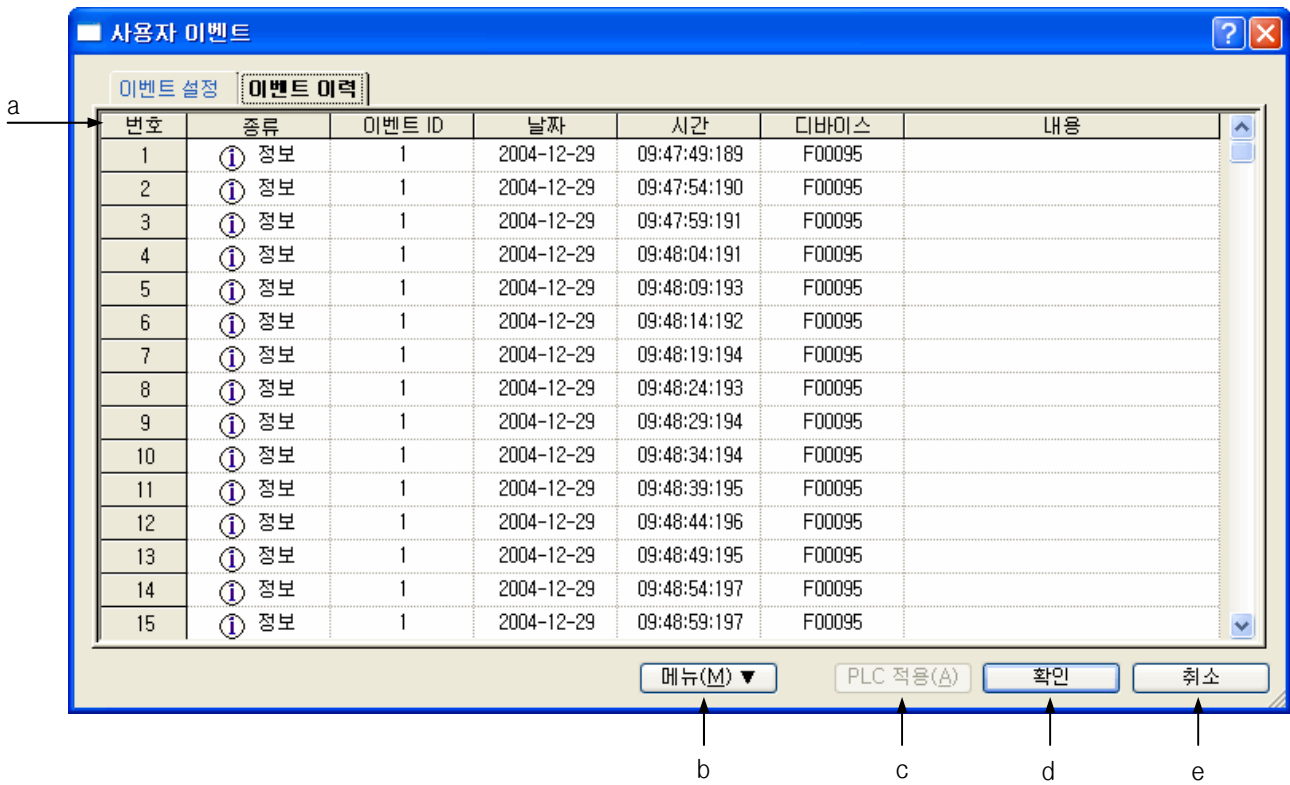 사용자 이벤트
이벤트 설정 이벤트 이력
a
번호 종류 이벤트 ID 날짜 시간 디바이스 내용
1 정보 1 2004-12-29 09:47:49:189 F00095
2 정보 1 2004-12-29 09:47:54:190 F00095
3 정보 1 2004-12-29 09:47:59:191 F00095
4 정보 1 2004-12-29 09:48:04:191 F00095
5 정보 1 2004-12-29 09:48:09:193 F00095
6 정보 1 2004-12-29 09:48:14:192 F00095
7 정보 1 2004-12-29 09:48:19:194 F00095
8 정보 1 2004-12-29 09:48:24:193 F00095
9 정보 1 2004-12-29 09:48:29:194 F00095
10 정보 1 2004-12-29 09:48:34:194 F00095
11 정보 1 2004-12-29 09:48:39:195 F00095
12 정보 1 2004-12-29 09:48:44:196 F00095
13 정보 1 2004-12-29 09:48:49:195 F00095
14 정보 1 2004-12-29 09:48:54:197 F00095
15 정보 1 2004-12-29 09:48:59:197 F00095
메뉴(M) ▼ PLC 적용(A) 확인 취소
b c d e